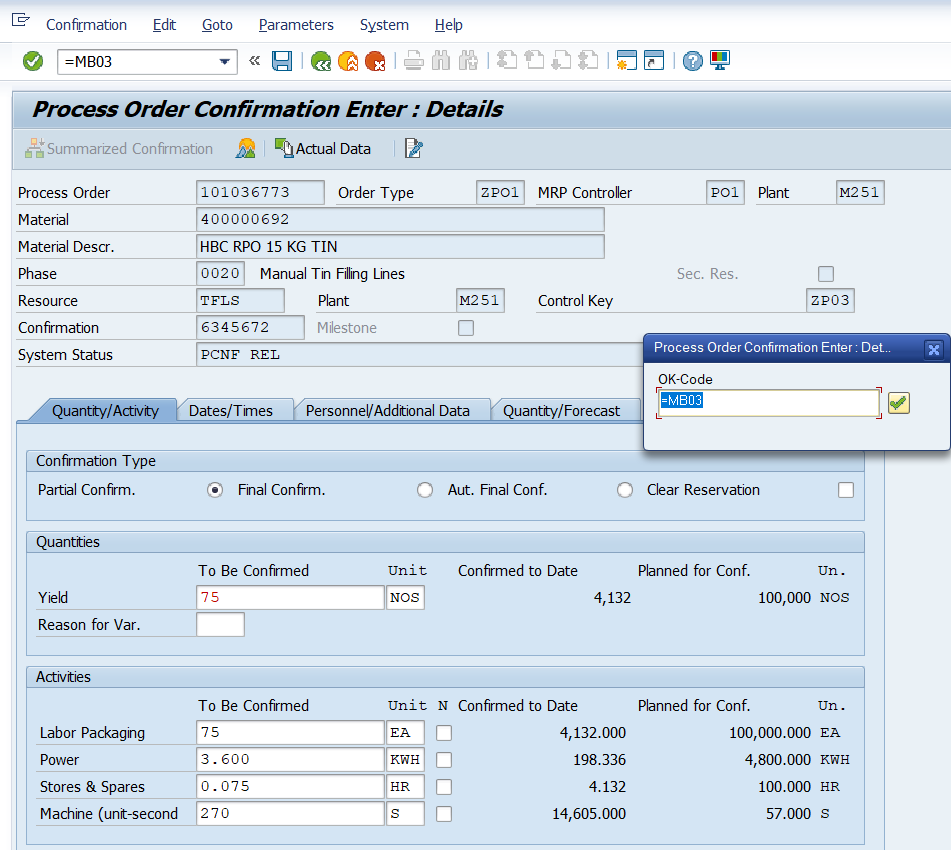 Confirmation Edit Goto Parameters System Help
=MB03
Process Order Confirmation Enter : Details
Summarized Confirmation Actual Data
Process Order 101036773 Order Type ZPO1 MRP Controller PO1 Plant M251
Material 400000692
Material Descr. HBC RPO 15 KG TIN
Phase 0020 Manual Tin Filling Lines Sec. Res.
Resource TFLS Plant M251 Control Key ZP03
Confirmation 6345672 Milestone
System Status PCNF REL
Process Order Confirmation Enter : Det...
OK-Code
=MB03
Quantity/Activity Dates/Times Personnel/Additional Data Quantity/Forecast
Confirmation Type
Partial Confirm. Final Confirm. Aut. Final Conf. Clear Reservation
Quantities
To Be Confirmed Unit Confirmed to Date Planned for Conf. Un.
Yield 75 NOS 4,132 100,000 NOS
Reason for Var.
Activities
To Be Confirmed Unit N Confirmed to Date Planned for Conf. Un.
Labor Packaging 75 EA 4,132.000 100,000.000 EA
Power 3.600 KWH 198.336 4,800.000 KWH
Stores & Spares 0.075 HR 4.132 100.000 HR
Machine (unit-second 270 S 14,605.000 57.000 S